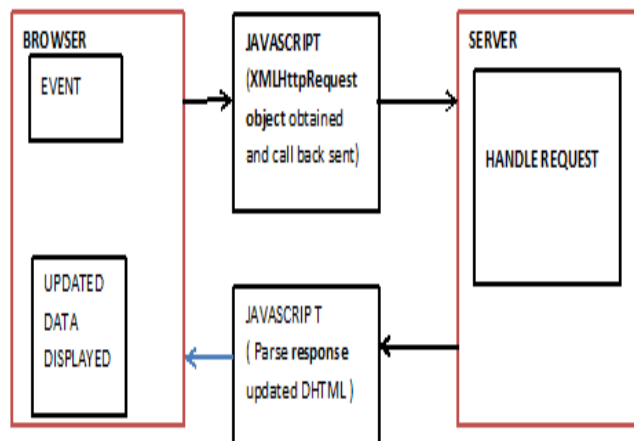 BROWSER
EVENT
JAVASCRIPT
(XMLHttpRequest
object obtained
and call back sent)
SERVER
HANDLE REQUEST
UPDATED
DATA
DISPLAYED
JAVASCRIPT
( Parse response
updated DHTML )